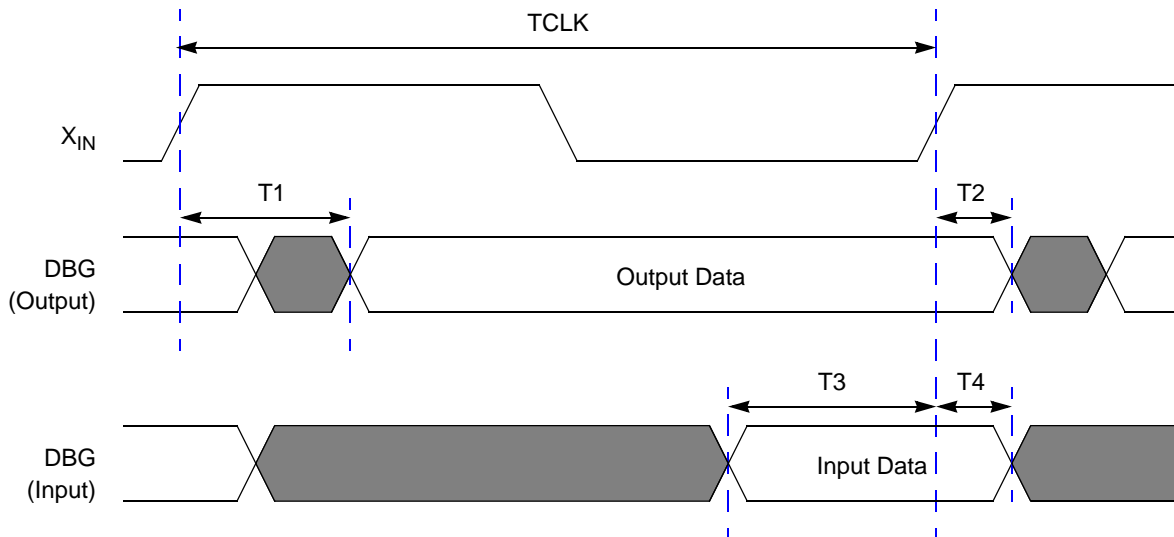 TCLK
XIN
T1
T2
DBG
(Output)
Output Data
T3
T4
DBG
(Input)
Input Data